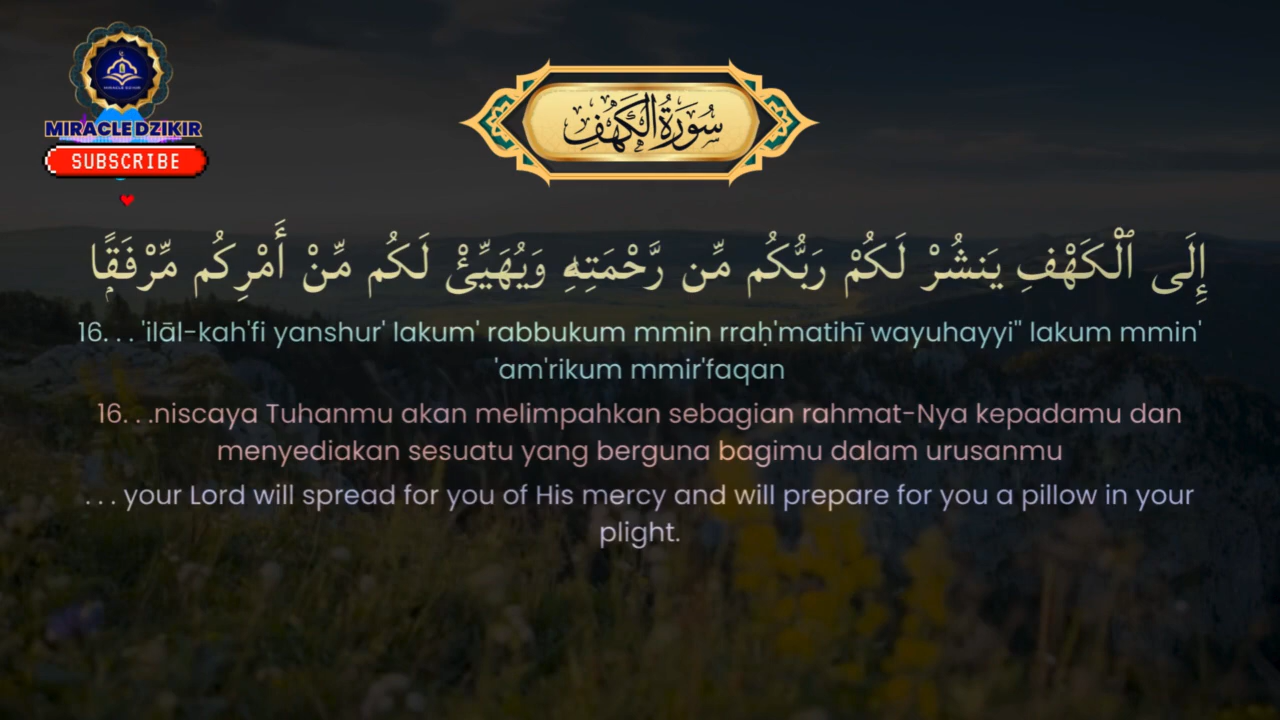 MIRACLE DZIKIR
SUBSCRIBE
سُورَةُ الكَهْفِ
إِلَى ٱلْكَهْفِ يَنشُرْ لَكُمْ رَبُّكُم مِّن رَّحْمَتِهِۦ وَيُهَيِّئْ لَكُم مِّنْ أَمْرِكُم مِّرْفَقًۭا
16. . . 'ilāl-kah'fi yanshur' lakum' rabbukum mmin rraḥ'matihī wayuhayyi'' lakum mmin'
'am'rikum mmir'faqan
16. . .niscaya Tuhanmu akan melimpahkan sebagian rahmat-Nya kepadamu dan
menyediakan sesuatu yang berguna bagimu dalam urusanmu
. . . your Lord will spread for you of His mercy and will prepare for you a pillow in your
plight.